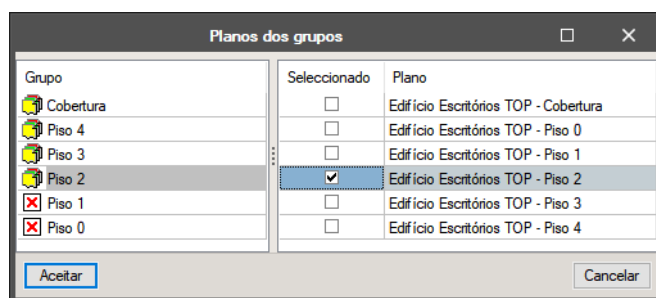 Planos dos grupos
Grupo
Seleccionado Plano
Cobertura
Edifício Escritórios TOP - Cobertura
Piso 4
Edifício Escritórios TOP - Piso 0
Piso 3
Edifício Escritórios TOP - Piso 1
Piso 2
Edifício Escritórios TOP - Piso 2
Piso 1
Edifício Escritórios TOP - Piso 3
Piso 0
Edifício Escritórios TOP - Piso 4
Aceitar
Cancelar